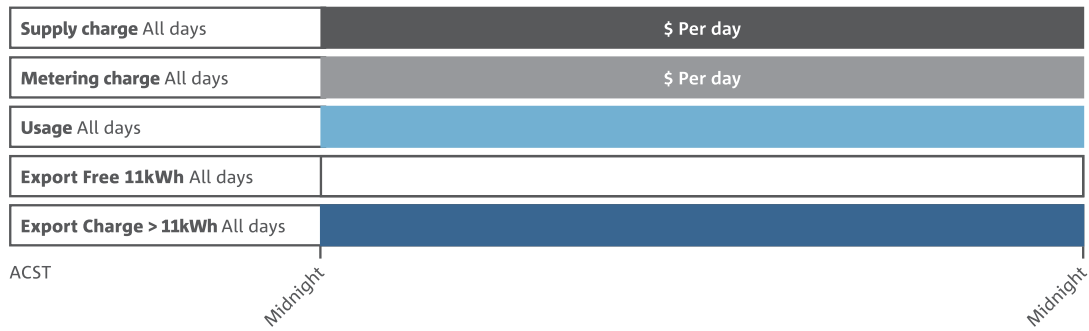 Supply charge All days
$ Per day
Metering charge All days
$ Per day
Usage All days
Export Free 11kWh All days
Export Charge > 11kWh All days
ACST
Midnight
Midnight